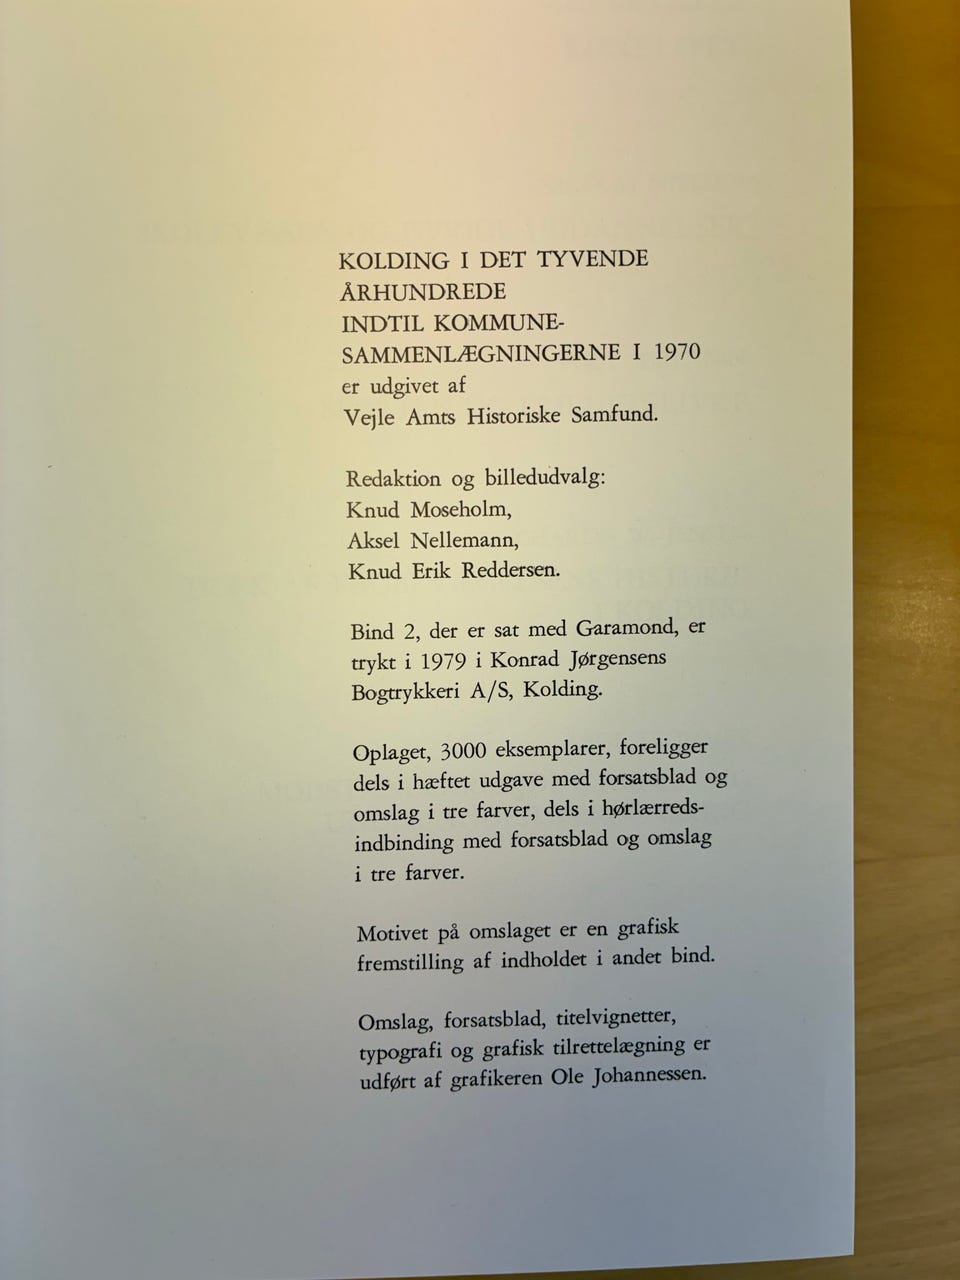 KOLDING I DET TYVENDE
ÅRHUNDREDE
INDTIL KOMMUNE-
SAMMENLÆGNINGERNE I 1970
er udgivet af
Vejle Amts Historiske Samfund.
Redaktion og billedudvalg:
Knud Moseholm,
Aksel Nellemann,
Knud Erik Reddersen.
Bind 2, der er sat med Garamond, er
trykt i 1979 i Konrad Jørgensens
Bogtrykkeri A/S, Kolding.
Oplaget, 3000 eksemplarer, foreligger
dels i hæftet udgave med forsatsblad og
omslag i tre farver, dels i hørlærreds-
indbinding med forsatsblad og omslag
i tre farver.
Motivet på omslaget er en grafisk
fremstilling af indholdet i andet bind.
Omslag, forsatsblad, titelvignetter,
typografi og grafisk tilrettelægning er
udført af grafikeren Ole Johannessen.